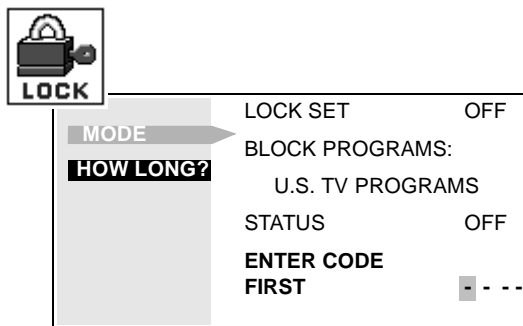 LOCK
MODE
HOW LONG?
LOCK SET OFF
BLOCK PROGRAMS:
U.S. TV PROGRAMS
STATUS OFF
ENTER CODE
FIRST - - - -